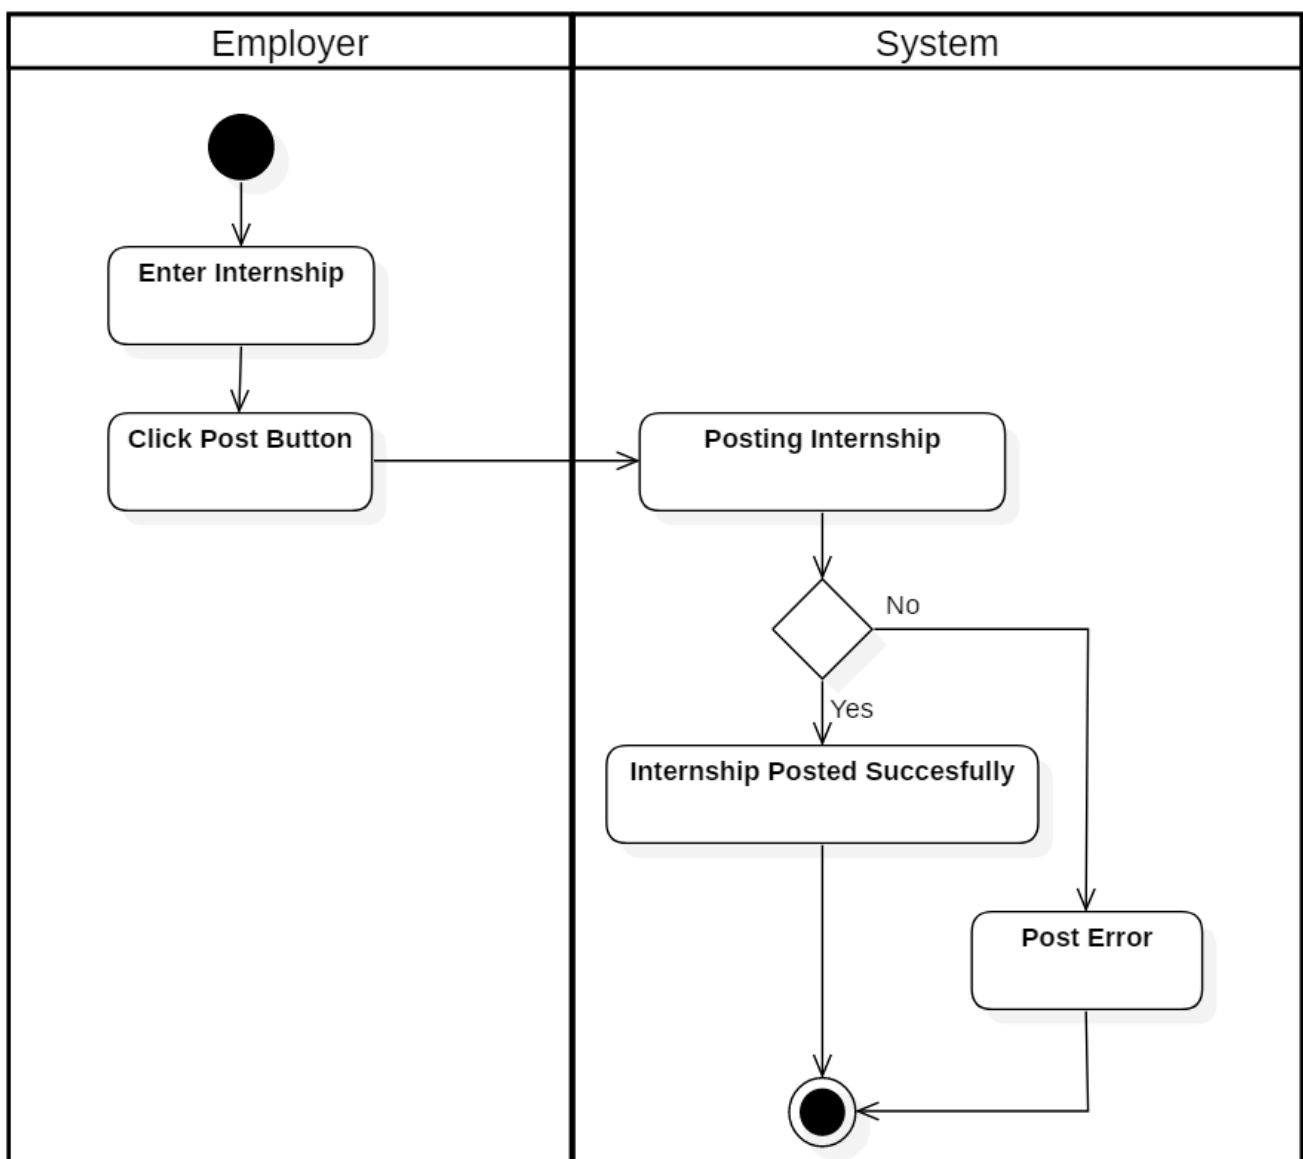 Employer
System
Enter Internship
Click Post Button
Posting Internship
No
Yes
Internship Posted Succesfully
Post Error